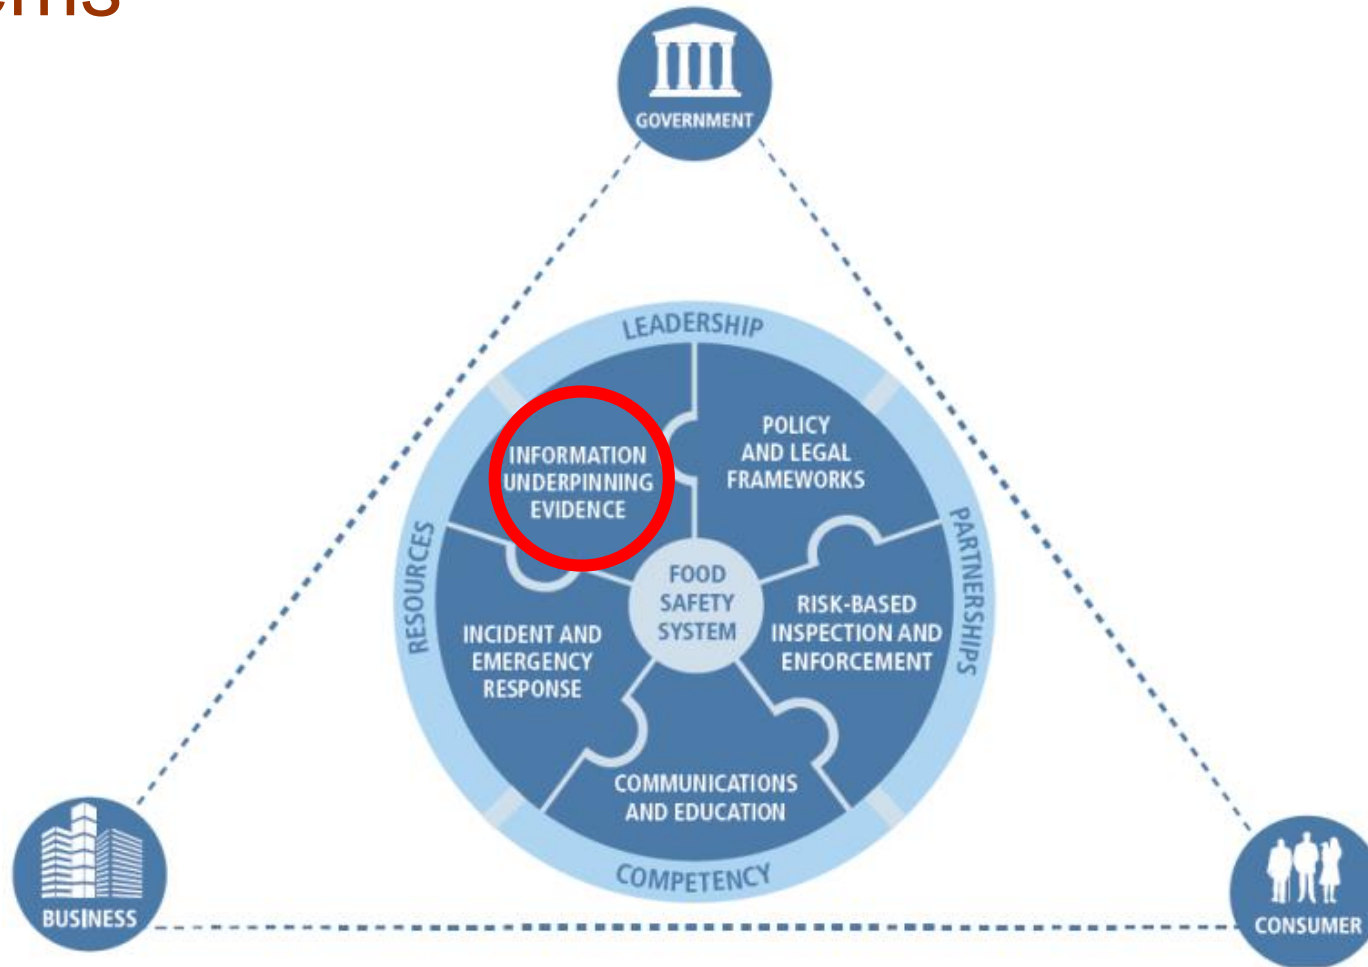 GOVERNMENT
LEADERSHIP
POLICY
AND LEGAL
FRAMEWORKS
INFORMATION
UNDERPINNING
EVIDENCE
PARTNERSHIPS
RESOURCES
FOOD
SAFETY
SYSTEM
RISK-BASED
INSPECTION AND
ENFORCEMENT
INCIDENT AND
EMERGENCY
RESPONSE
COMMUNICATIONS
AND EDUCATION
COMPETENCY
BUSINESS
CONSUMER